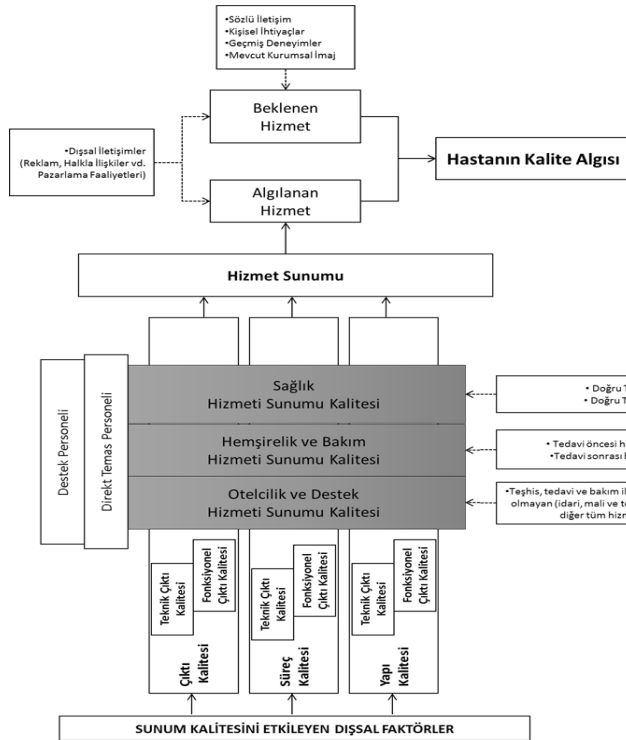 •Sözlü İletişim
•Kişisel İhtiyaçlar
•Geçmiş Deneyimler
•Mevcut Kurumsal İmaj
Beklenen
Hizmet
•Dışsal İletişimler
(Reklam, Halkla İlişkiler vd.
Pazarlama Faaliyetleri)
Hastanın Kalite Algısı
Algılanan
Hizmet
Hizmet Sunumu
Destek Personeli
Direkt Temas Personeli
Sağlık
Hizmeti Sunumu Kalitesi
• Doğru
• Doğru
Hemşirelik ve Bakım
Hizmeti Sunumu Kalitesi
•Tedavi öncesi
•Tedavi sonrası
Otelcilik ve Destek
Hizmeti Sunumu Kalitesi
•Teşhis, tedavi ve bakım
olmayan (idari, mali ve
diğer tüm
Teknik Çıktı
Kalitesi
Fonksiyonel
Çıktı Kalitesi
Çıktı
Kalitesi
Teknik Çıktı
Kalitesi
Fonksiyonel
Çıktı Kalitesi
Süreç
Kalitesi
Teknik Çıktı
Kalitesi
Fonksiyonel
Çıktı Kalitesi
Yapı
Kalitesi
SUNUM KALİTESİNİ ETKİLEYEN DIŞSAL FAKTÖRLER